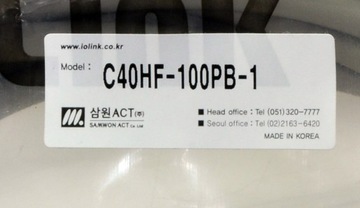 LINK
www.iolink.co.kr
Model: C40HF-100PB-1
삼원ACT(주)
SAMWON ACT Co. Ltd
■ Head office : Tel (051)320-7777
■ Seoul office : Tel (02)2163-6420
MADE IN KOREA